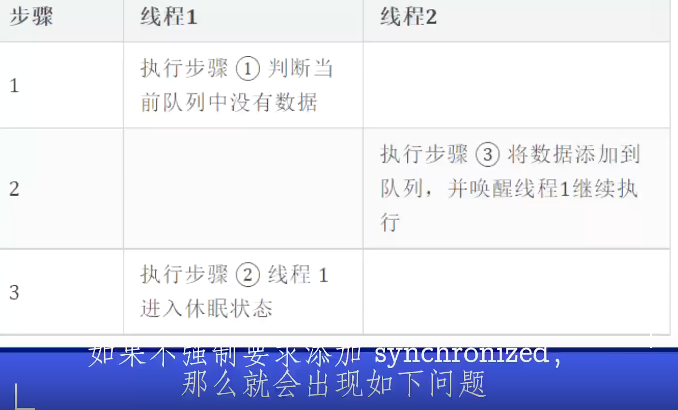 步骤 线程1 线程2
1 执行步骤 ① 判断当
前队列中没有数据
2 执行步骤 ③ 将数据添加到
队列，并唤醒线程1继续执
行
3 执行步骤 ② 线程 1
进入休眠状态
如果不强制要求添加 synchronized，
那么就会出现如下问题